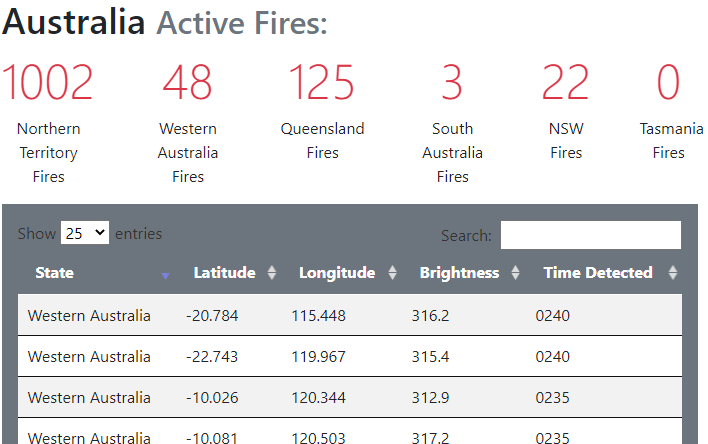 Australia Active Fires:
1002 48 125 3 22 0
Northern Western Queensland South NSW Tasmania
Territory Australia Fires Australia Fires Fires
Fires Fires Fires
Show 25 entries Search:
State Latitude Longitude Brightness Time Detected
Western Australia -20.784 115.448 316.2 0240
Western Australia -22.743 119.967 315.4 0240
Western Australia -10.026 120.344 312.9 0235
Western Australia -10.081 120.503 317.2 0235